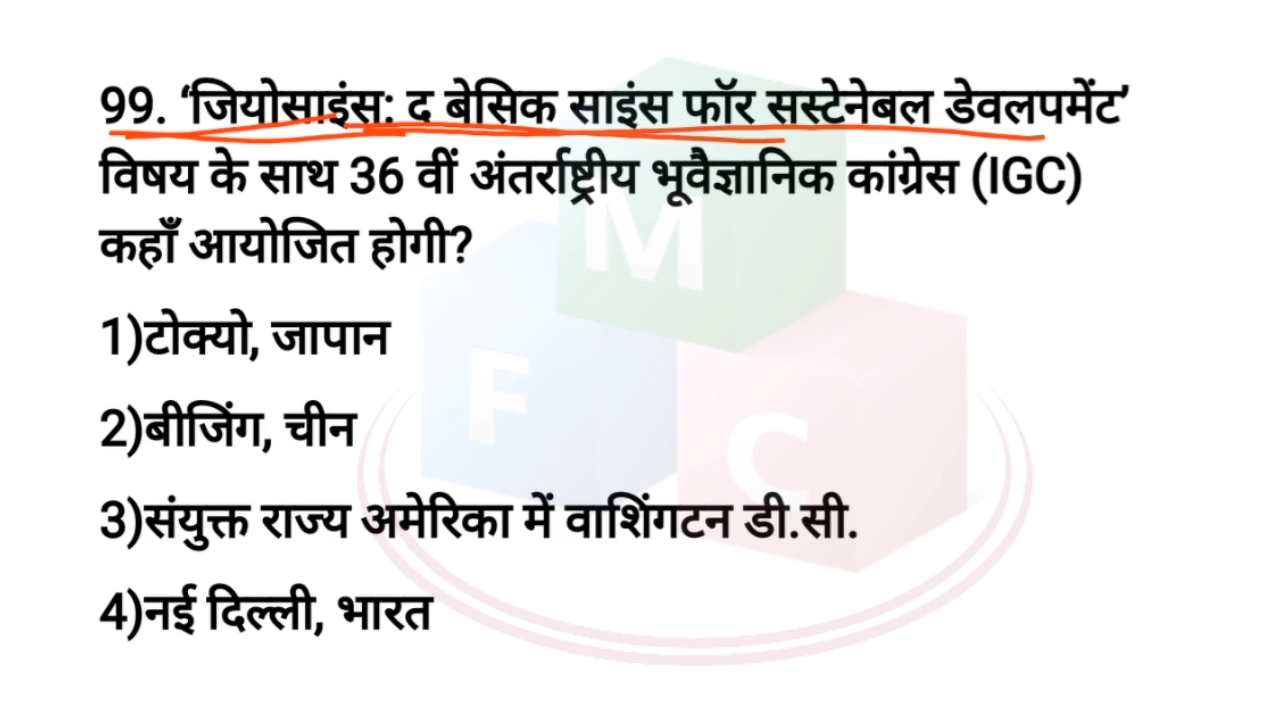 99. ‘जियोसाइंस: द बेसिक साइंस फॉर सस्टेनेबल डेवलपमेंट’
विषय के साथ 36 वीं अंतर्राष्ट्रीय भूवैज्ञानिक कांग्रेस (IGC)
कहाँ आयोजित होगी?
1)टोक्यो, जापान
2)बीजिंग, चीन
3)संयुक्त राज्य अमेरिका में वाशिंगटन डी.सी.
4)नई दिल्ली, भारत
M
F
C